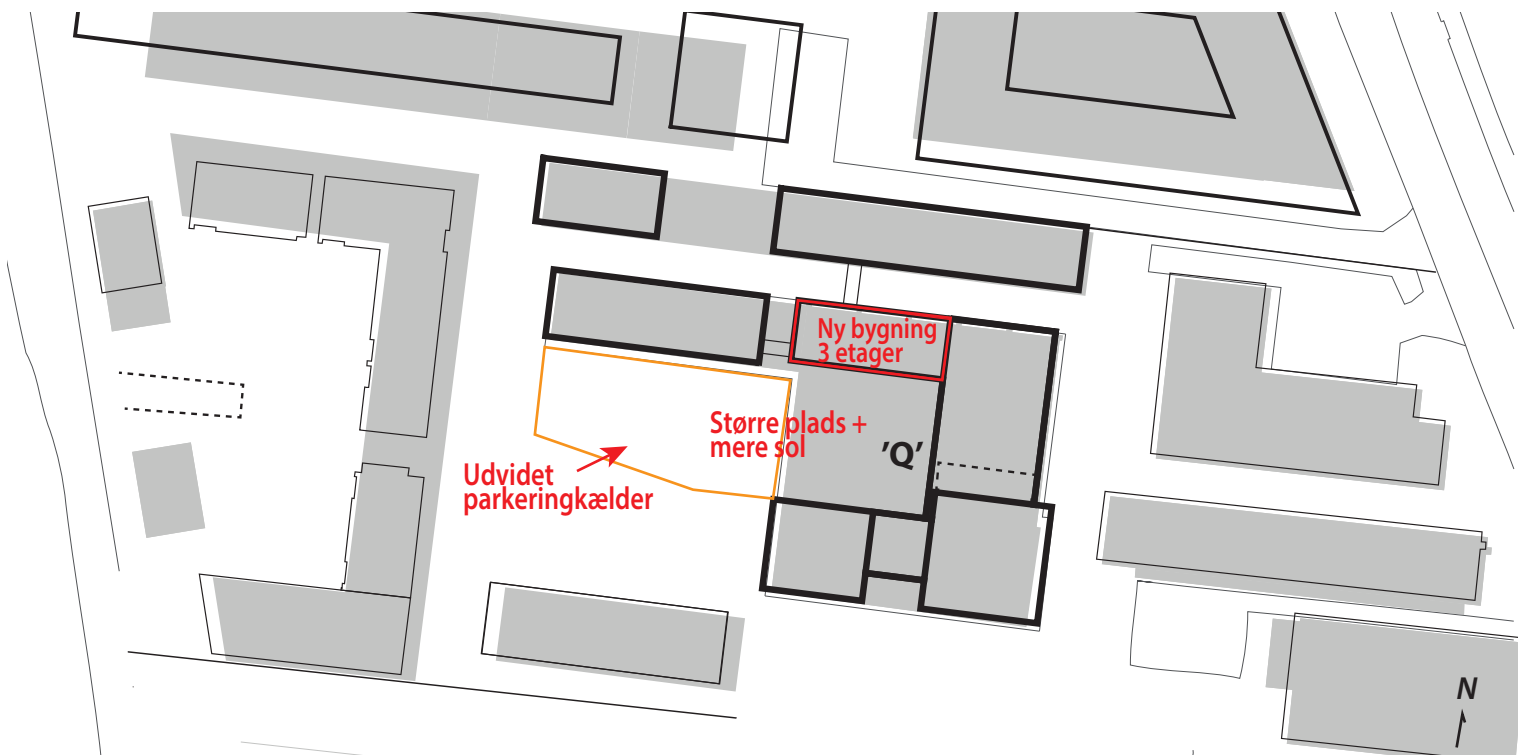 Ny bygning
3 etager
Større plads +
mere sol
'Q'
Udvidet
parkeringkælder
N